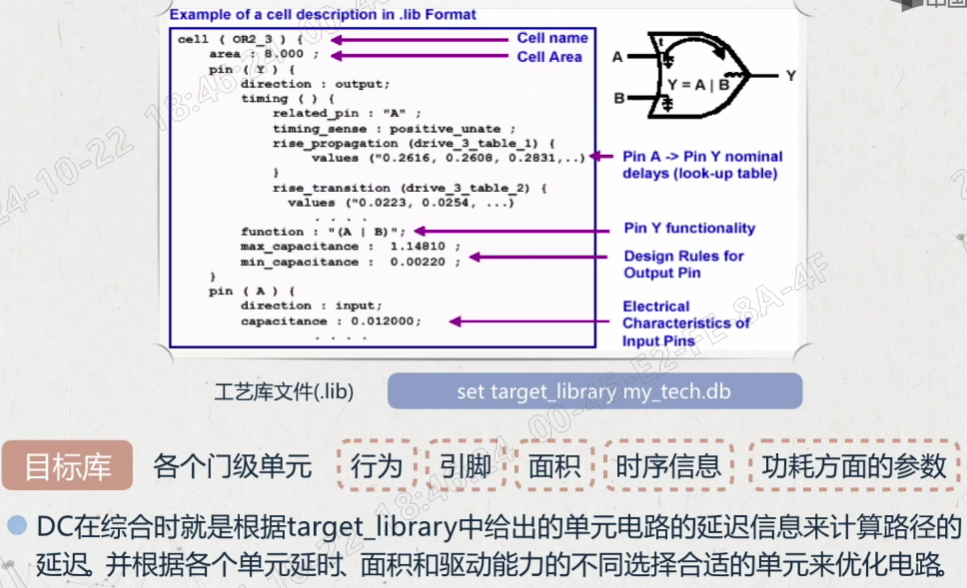 中国
Example of a cell description in .lib Format
cell ( OR2_3 ) {
Cell name
area : 8.000 ;
Cell Area
pin ( Y ) {
direction : output;
timing ( ) {
related_pin : "A" ;
timing_sense : positive_unate ;
rise_propagation (drive_3_table_1) {
values ("0.2616, 0.2608, 0.2831,..)
Pin A -> Pin Y nominal
delays (look-up table)
}
rise_transition (drive_3_table_2) {
values ("0.0223, 0.0254, ...)
. . . .
function : "(A | B)";
Pin Y functionality
max_capacitance : 1.14810 ;
min_capacitance : 0.00220 ;
Design Rules for
Output Pin
}
pin ( A ) {
direction : input;
capacitance : 0.012000;
Electrical
Characteristics of
Input Pins
. . . .
A
t
Y = A | B
Y
B
工艺库文件(.lib)
set target_library my_tech.db
目标库 各个门级单元 行为 引脚 面积 时序信息 功耗方面的参数
DC在综合时就是根据target_library中给出的单元电路的延迟信息来计算路径的
延迟。并根据各个单元延时、面积和驱动能力的不同选择合适的单元来优化电路。